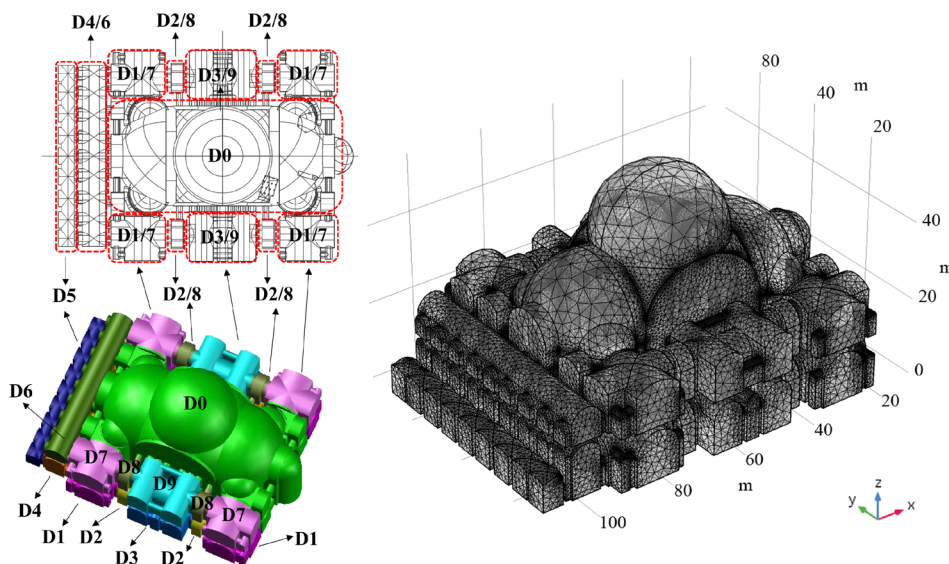 D4/6 D2/8 D2/8
D1/7 D3/9 D1/7
D0
D1/7 D3/9 D1/7
D5 D2/8 D2/8
D6 D0
D7 D8 D9 D8 D7
D4
D1 D2 D3 D2 D1
80
40 m
20
40
m
20
0
20
40
60
80 m
100
z
y x